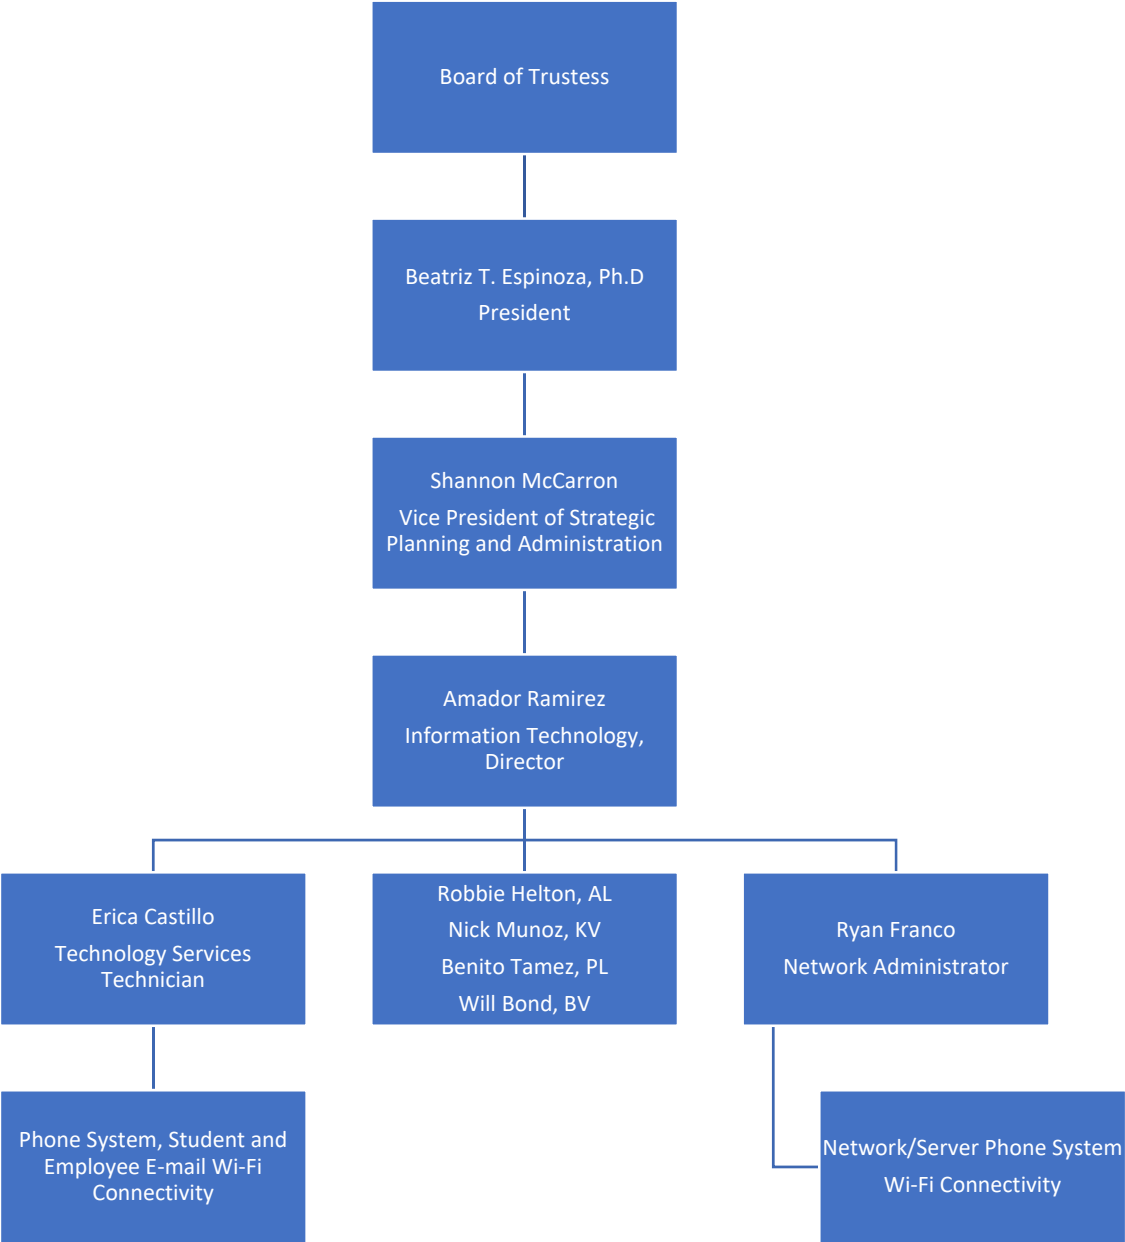 Board of Trustess
Beatriz T. Espinoza, Ph.D
President
Shannon McCarron
Vice President of Strategic
Planning and Administration
Amador Ramirez
Information Technology,
Director
Erica Castillo
Technology Services
Technician
Robbie Helton, AL
Nick Munoz, KV
Benito Tamez, PL
Will Bond, BV
Ryan Franco
Network Administrator
Phone System, Student and
Employee E-mail Wi-Fi
Connectivity
Network/Server Phone System
Wi-Fi Connectivity